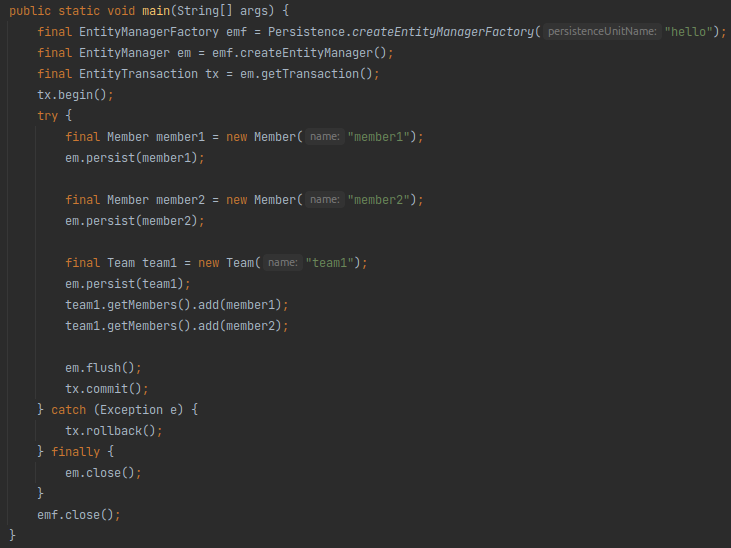 public static void main(String[] args) {
final EntityManagerFactory emf = Persistence.createEntityManagerFactory( persistenceUnitName: "hello");
final EntityManager em = emf.createEntityManager();
final EntityTransaction tx = em.getTransaction();
tx.begin();
try {
final Member member1 = new Member( name: "member1");
em.persist(member1);
final Member member2 = new Member( name: "member2");
em.persist(member2);
final Team team1 = new Team( name: "team1");
em.persist(team1);
team1.getMembers().add(member1);
team1.getMembers().add(member2);
em.flush();
tx.commit();
} catch (Exception e) {
tx.rollback();
} finally {
em.close();
}
emf.close();
}